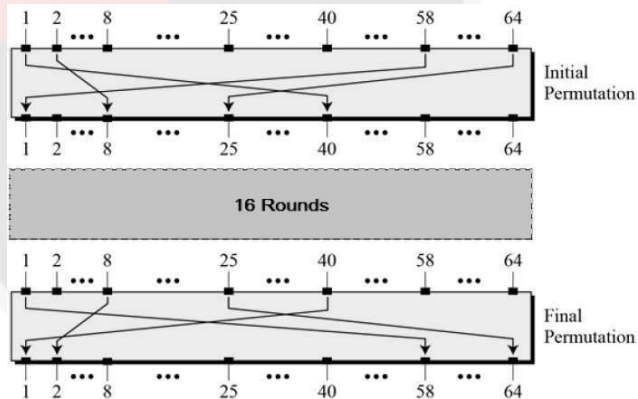 1 2 ••• 8 ••• 25 ••• 40 ••• 58 ••• 64
Initial
Permutation
••• ••• ••• ••• •••
1 2 8 25 40 58 64
16 Rounds
1 2 ••• 8 ••• 25 ••• 40 ••• 58 ••• 64
Final
Permutation
1 2 ••• 8 ••• 25 ••• 40 ••• 58 ••• 64